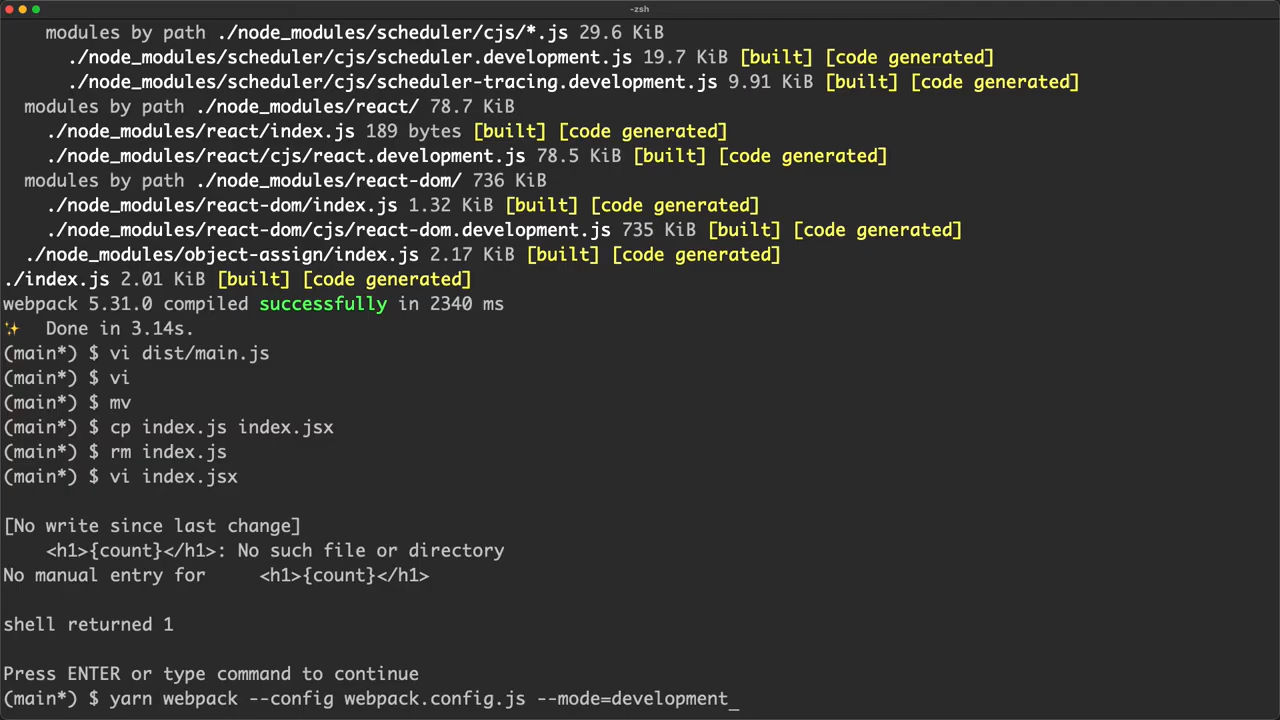 -zsh
modules by path ./node_modules/scheduler/cjs/*.js 29.6 KiB
./node_modules/scheduler/cjs/scheduler.development.js 19.7 KiB [built] [code generated]
./node_modules/scheduler/cjs/scheduler-tracing.development.js 9.91 KiB [built] [code generated]
modules by path ./node_modules/react/ 78.7 KiB
./node_modules/react/index.js 189 bytes [built] [code generated]
./node_modules/react/cjs/react.development.js 78.5 KiB [built] [code generated]
modules by path ./node_modules/react-dom/ 736 KiB
./node_modules/react-dom/index.js 1.32 KiB [built] [code generated]
./node_modules/react-dom/cjs/react-dom.development.js 735 KiB [built] [code generated]
./node_modules/object-assign/index.js 2.17 KiB [built] [code generated]
./index.js 2.01 KiB [built] [code generated]
webpack 5.31.0 compiled successfully in 2340 ms
✨ Done in 3.14s.
(main*) $ vi dist/main.js
(main*) $ vi
(main*) $ mv
(main*) $ cp index.js index.jsx
(main*) $ rm index.js
(main*) $ vi index.jsx
[No write since last change]
<h1>{count}</h1>: No such file or directory
No manual entry for     <h1>{count}</h1>
shell returned 1
Press ENTER or type command to continue
(main*) $ yarn webpack --config webpack.config.js --mode=development_